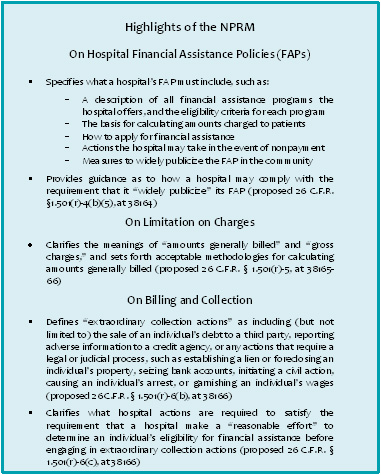 Highlights of the NPRM
On Hospital Financial Assistance Policies (FAPs)
• Specifies what a hospital's FAP must include, such as:
– A description of all financial assistance programs the
hospital offers, and the eligibility criteria for each program
– The basis for calculating amounts charged to patients
– How to apply for financial assistance
– Actions the hospital may take in the event of nonpayment
– Measures to widely publicize the FAP in the community
• Provides guidance as to how a hospital may comply with the
requirement that it "widely publicize" its FAP (proposed 26 C.F.R.
§1.501(r)-4(b)(5), at 38164)
On Limitation on Charges
• Clarifies the meanings of "amounts generally billed" and "gross
charges," and sets forth acceptable methodologies for calculating
amounts generally billed (proposed 26 C.F.R. § 1.501(r)-5, at 38165-
66)
On Billing and Collection
• Defines "extraordinary collection actions" as including (but not
limited to) the sale of an individual's debt to a third party, reporting
adverse information to a credit agency, or any actions that require a
legal or judicial process, such as establishing a lien or foreclosing an
individual's property, seizing bank accounts, initiating a civil action,
causing an individual's arrest, or garnishing an individual's wages
(proposed 26 C.F.R. § 1.501(r)-6(b), at 38166)
• Clarifies what hospital actions are required to satisfy the
requirement that a hospital make a "reasonable effort" to
determine an individual's eligibility for financial assistance before
engaging in extraordinary collection actions (proposed 26 C.F.R. §
1.501(r)-6(c), at 38166)